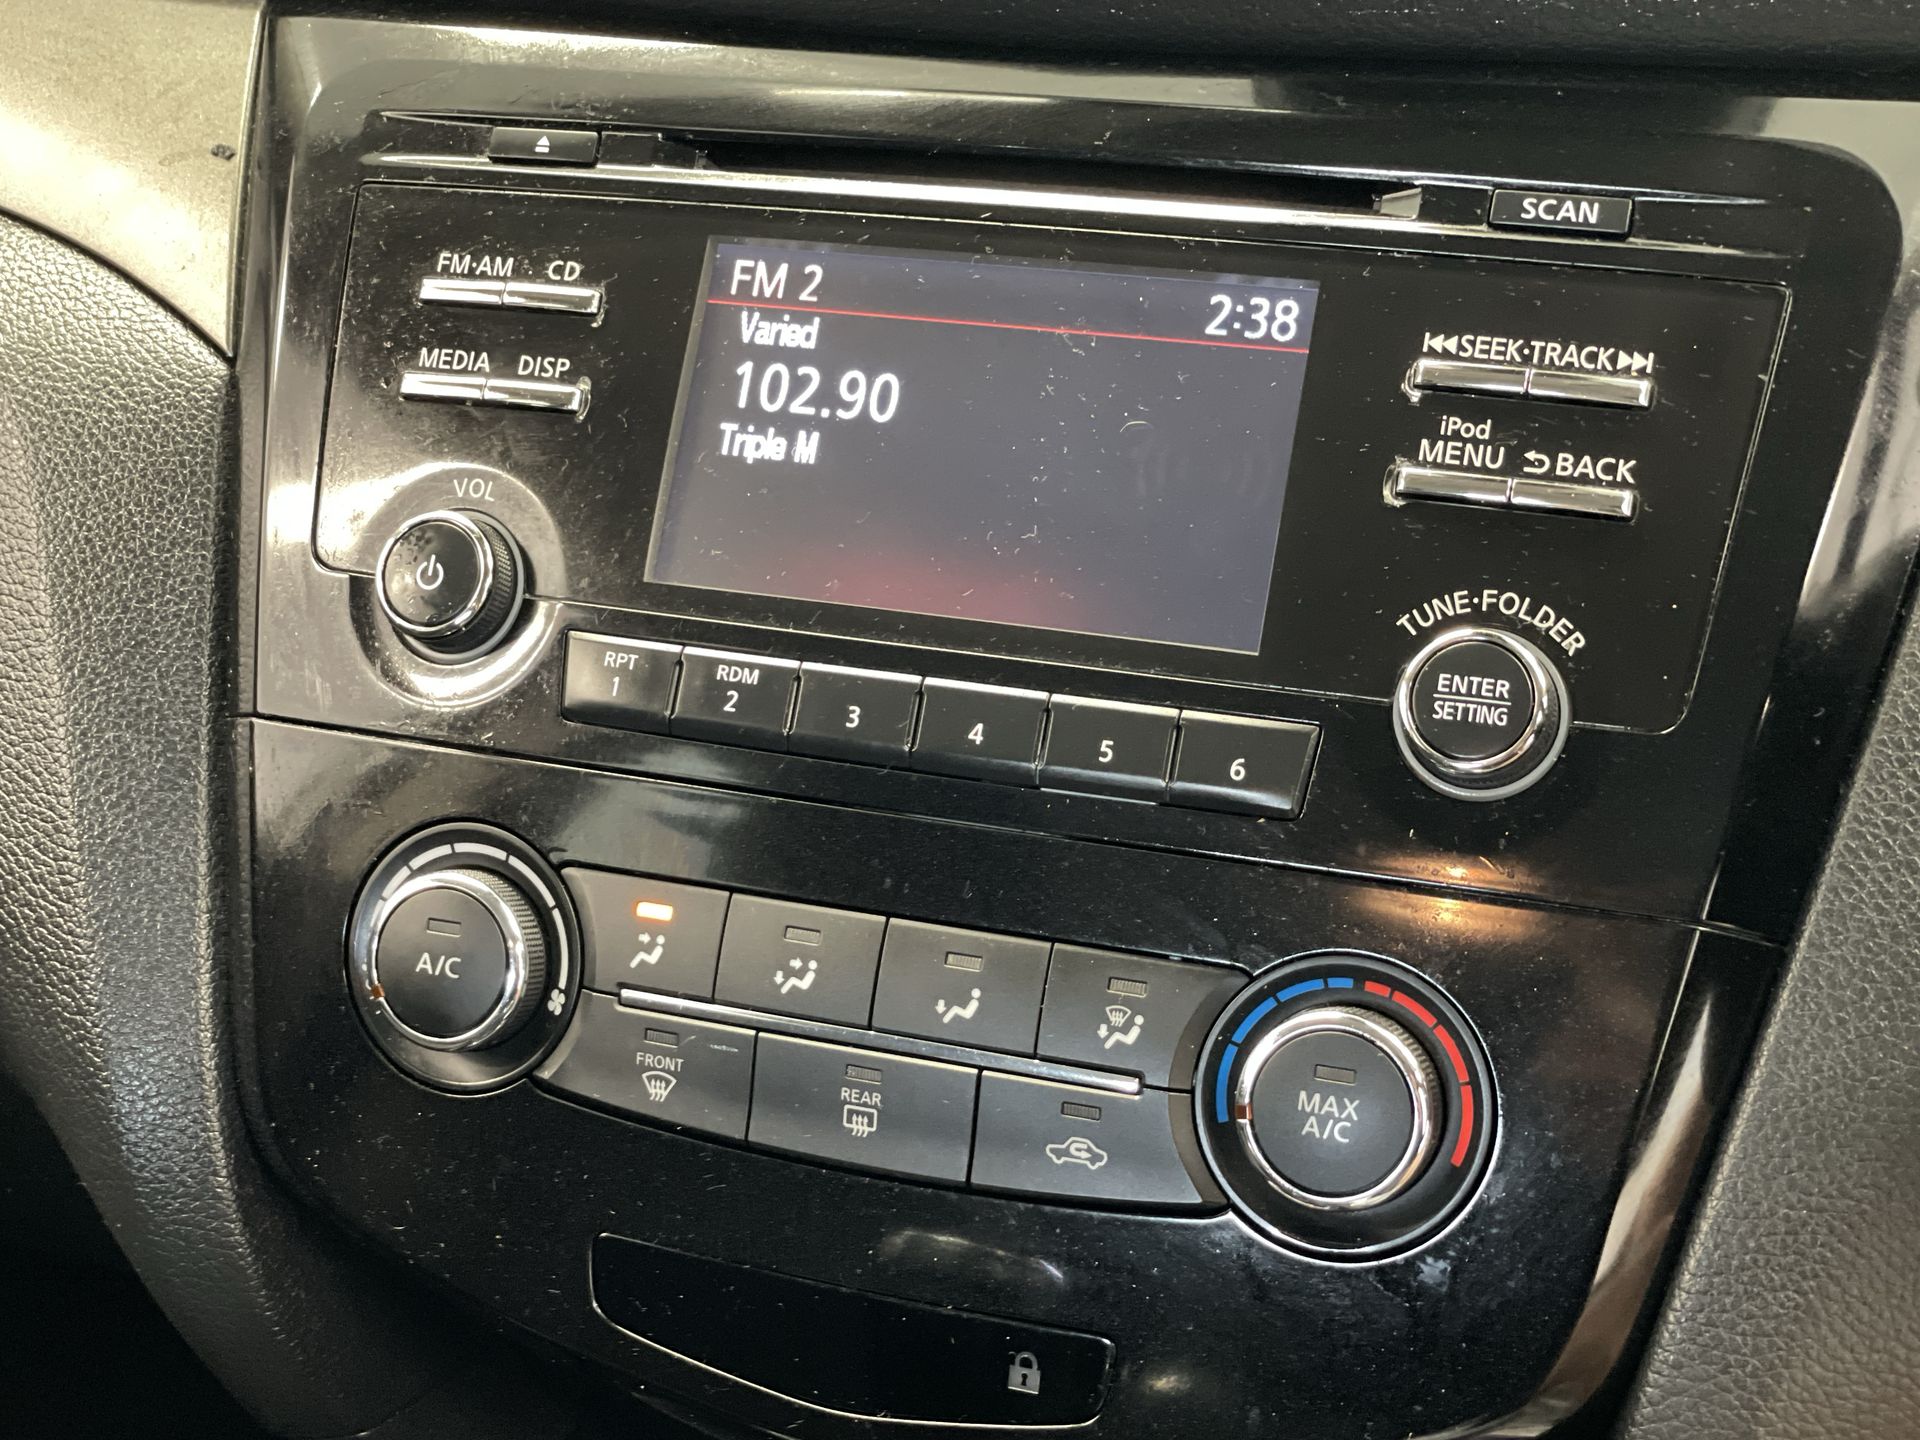 SCAN
FM·AM CD
FM 2
2:38
Varied
MEDIA DISP
102.90
SEEK·TRACK
Triple M
iPod
MENU BACK
VOL
TUNE·FOLDER
RPT
1
RDM
2
3
4
5
6
ENTER
SETTING
A/C
FRONT
REAR
MAX
A/C